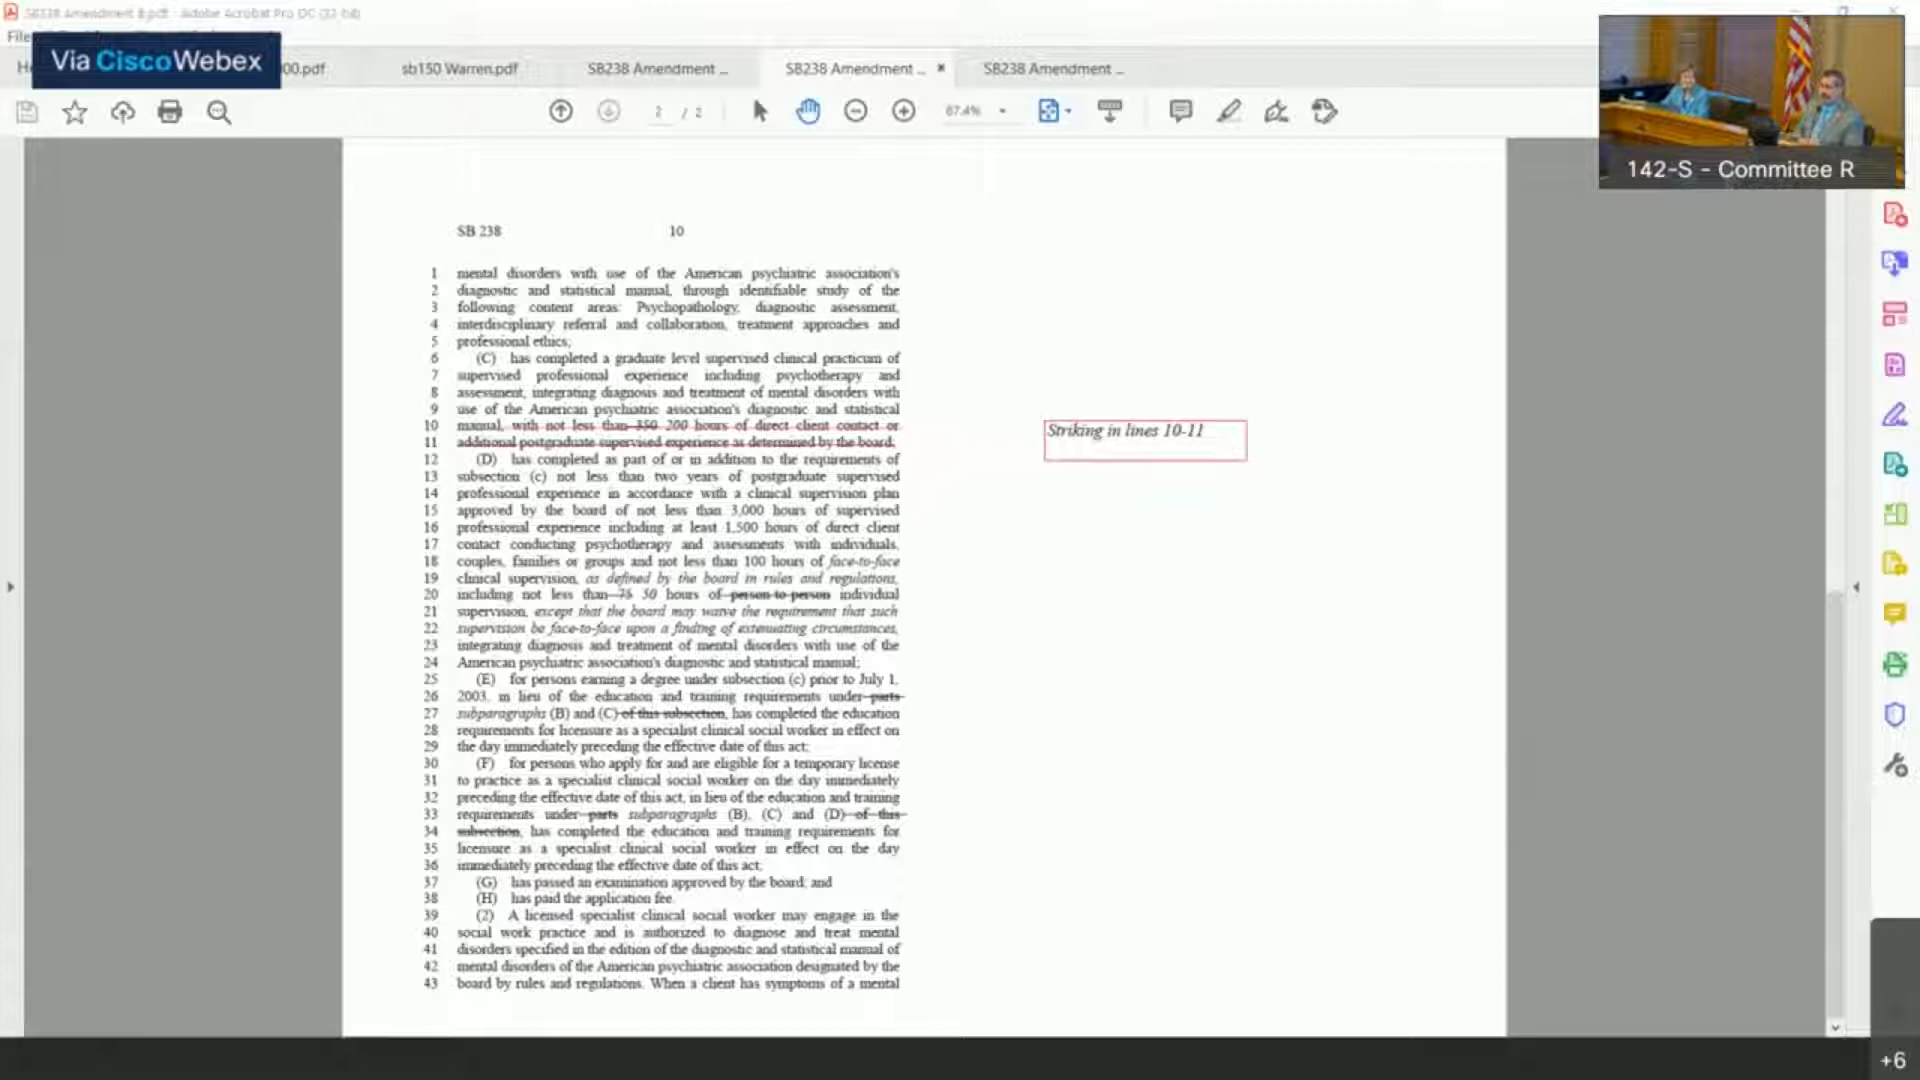 SB238 Amendment 8.pdf - Adobe Acrobat Pro DC (32-bit)
File
Via CiscoWebex
00.pdf
sb150 Warren.pdf
SB238 Amendment ...
SB238 Amendment ...
SB238 Amendment ...
2 / 2
67.4%
142-S - Committee R
SB 238 10
1 mental disorders with use of the American psychiatric association's
2 diagnostic and statistical manual, through identifiable study of the
3 following content areas: Psychopathology, diagnostic assessment,
4 interdisciplinary referral and collaboration, treatment approaches and
5 professional ethics;
6 (C) has completed a graduate level supervised clinical practicum of
7 supervised professional experience including psychotherapy and
8 assessment, integrating diagnosis and treatment of mental disorders with
9 use of the American psychiatric association's diagnostic and statistical
10 manual, with not less than 350 200 hours of direct client contact or
11 additional postgraduate supervised experience as determined by the board;
Striking in lines 10-11
12 (D) has completed as part of or in addition to the requirements of
13 subsection (c) not less than two years of postgraduate supervised
14 professional experience in accordance with a clinical supervision plan
15 approved by the board of not less than 3,000 hours of supervised
16 professional experience including at least 1,500 hours of direct client
17 contact conducting psychotherapy and assessments with individuals,
18 couples, families or groups and not less than 100 hours of face-to-face
19 clinical supervision, as defined by the board in rules and regulations,
20 including not less than 75 50 hours of person-to-person individual
21 supervision, except that the board may waive the requirement that such
22 supervision be face-to-face upon a finding of extenuating circumstances,
23 integrating diagnosis and treatment of mental disorders with use of the
24 American psychiatric association's diagnostic and statistical manual;
25 (E) for persons earning a degree under subsection (c) prior to July 1,
26 2003, in lieu of the education and training requirements under parts
27 subparagraphs (B) and (C) of this subsection, has completed the education
28 requirements for licensure as a specialist clinical social worker in effect on
29 the day immediately preceding the effective date of this act;
30 (F) for persons who apply for and are eligible for a temporary license
31 to practice as a specialist clinical social worker on the day immediately
32 preceding the effective date of this act, in lieu of the education and training
33 requirements under parts subparagraphs (B), (C) and (D) of this
34 subsection, has completed the education and training requirements for
35 licensure as a specialist clinical social worker in effect on the day
36 immediately preceding the effective date of this act;
37 (G) has passed an examination approved by the board; and
38 (H) has paid the application fee.
39 (2) A licensed specialist clinical social worker may engage in the
40 social work practice and is authorized to diagnose and treat mental
41 disorders specified in the edition of the diagnostic and statistical manual of
42 mental disorders of the American psychiatric association designated by the
43 board by rules and regulations. When a client has symptoms of a mental
+6